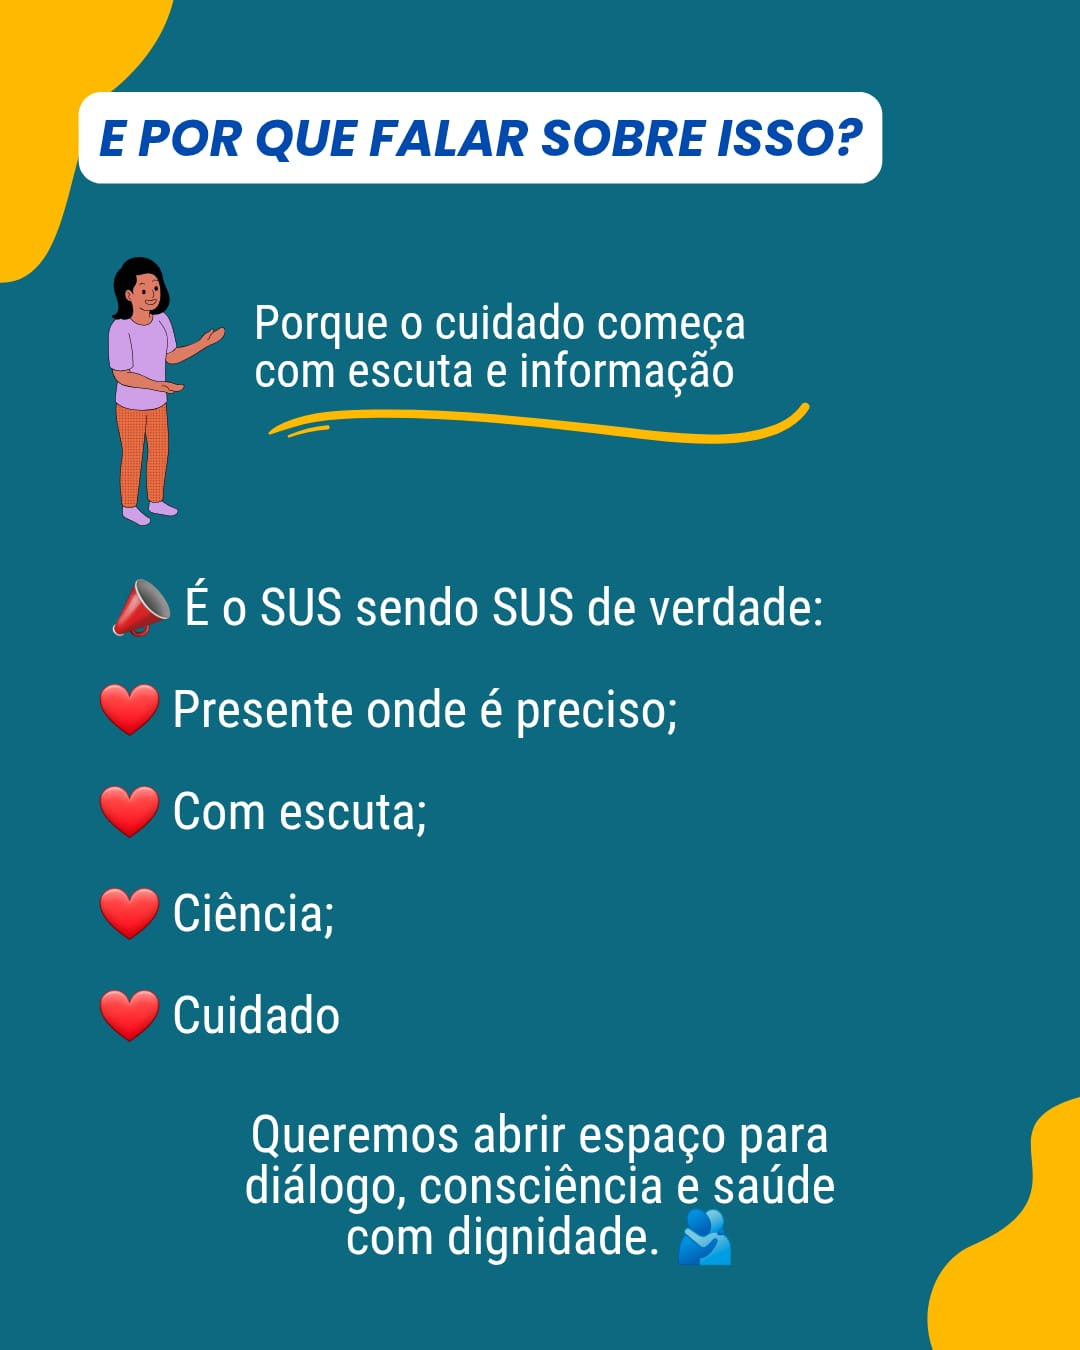 E POR QUE FALAR SOBRE ISSO?
Porque o cuidado começa
com escuta e informação
📣 É o SUS sendo SUS de verdade:
❤️ Presente onde é preciso;
❤️ Com escuta;
❤️ Ciência;
❤️ Cuidado
Queremos abrir espaço para
diálogo, consciência e saúde
com dignidade. 🫂